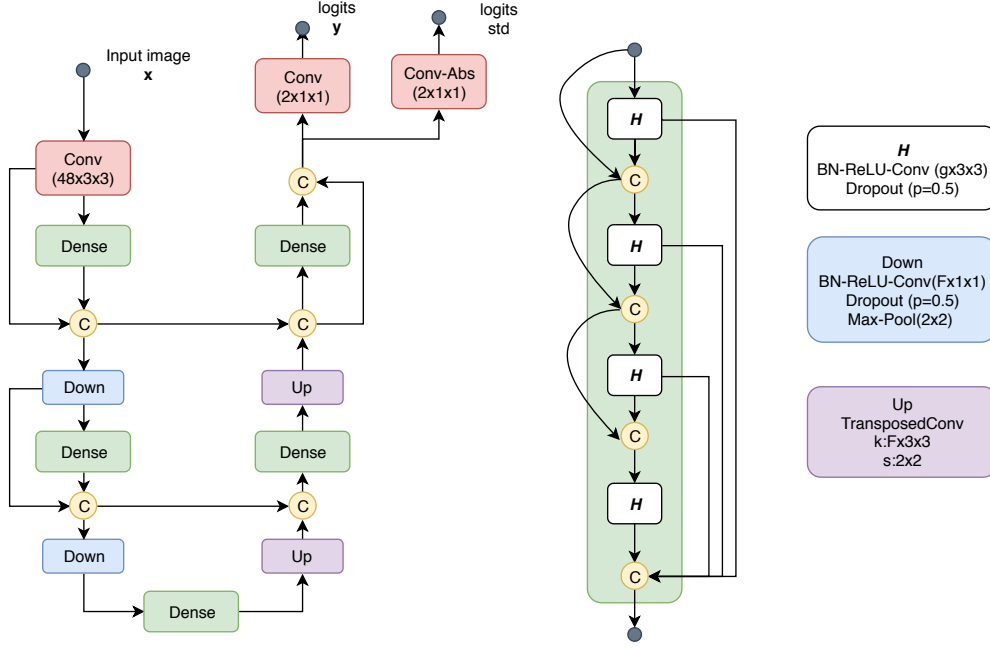 Input image
x
Conv
(48x3x3)
Dense
C
Down
Dense
C
Down
Dense
Up
C
Dense
Up
C
Dense
C
Conv
(2x1x1)
logits
y
Conv-Abs
(2x1x1)
logits
std
H
C
H
C
H
C
H
C
H
BN-ReLU-Conv (gx3x3)
Dropout (p=0.5)
Down
BN-ReLU-Conv(Fx1x1)
Dropout (p=0.5)
Max-Pool(2x2)
Up
TransposedConv
k:Fx3x3
s:2x2